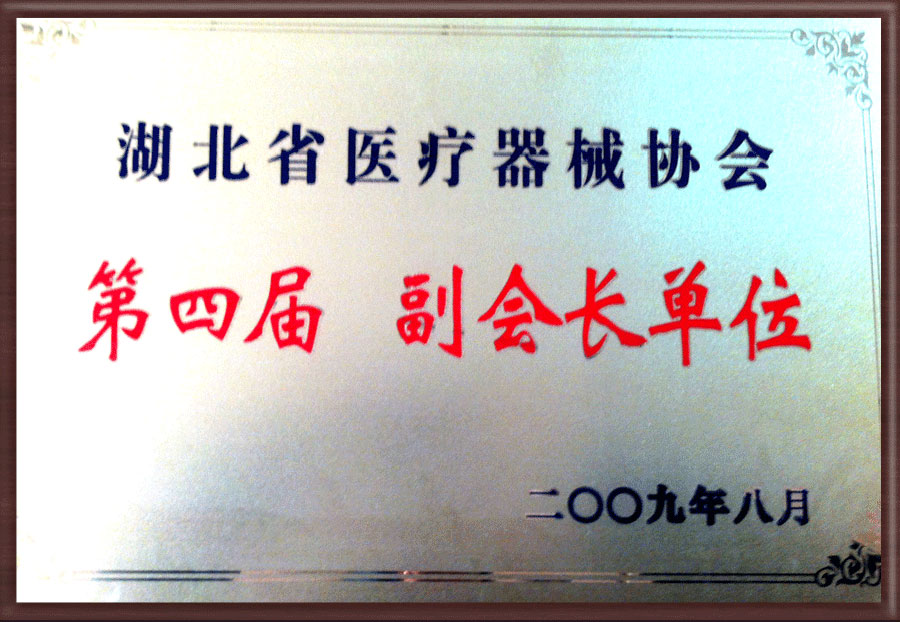 湖北省医疗器械协会
第四届 副会长单位
二〇〇九年八月